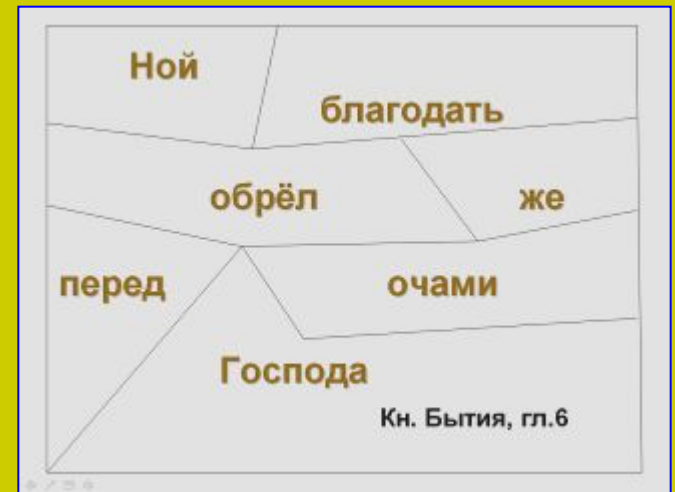 Ной
благодать
обрёл же
перед очами
Господа
Кн. Бытия, гл.6